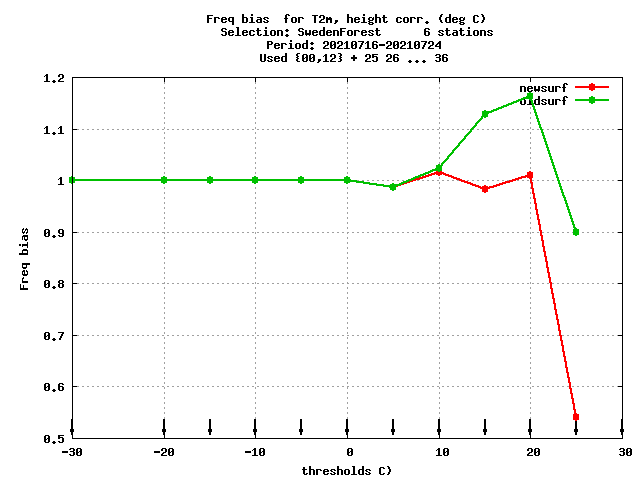 Freq bias  for T2m, height corr. (deg C)
Selection: SwedenForest      6 stations
Period: 20210716-20210724
Used {00,12} + 25 26 ... 36
newsurf
oldsurf
1.2
1.1
1
0.9
0.8
0.7
0.6
0.5
Freq bias
-30 -20 -10 0 10 20 30
thresholds C)